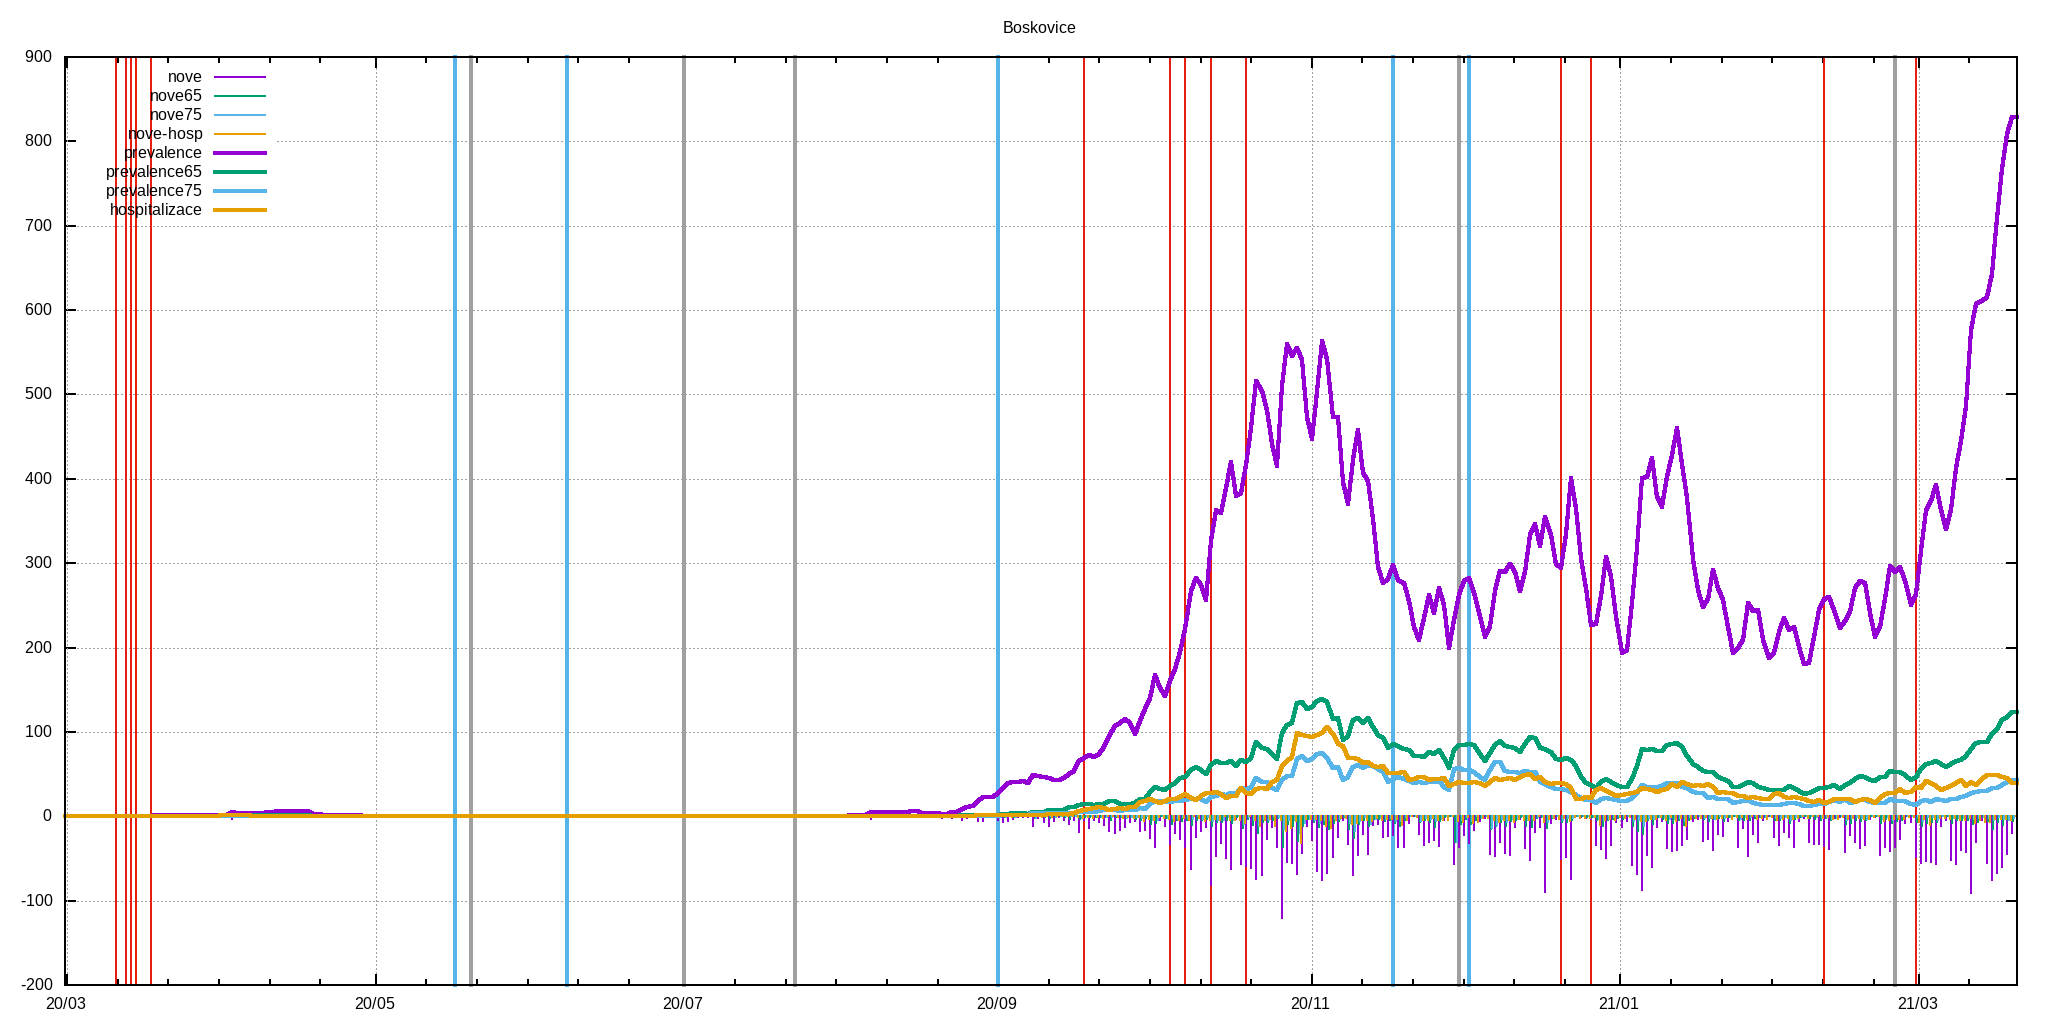 Boskovice
900
800
700
600
500
400
300
200
100
0
-100
-200
nove
nove65
nove75
nove-hosp
prevalence
prevalence65
prevalence75
hospitalizace
20/03
20/05
20/07
20/09
20/11
21/01
21/03